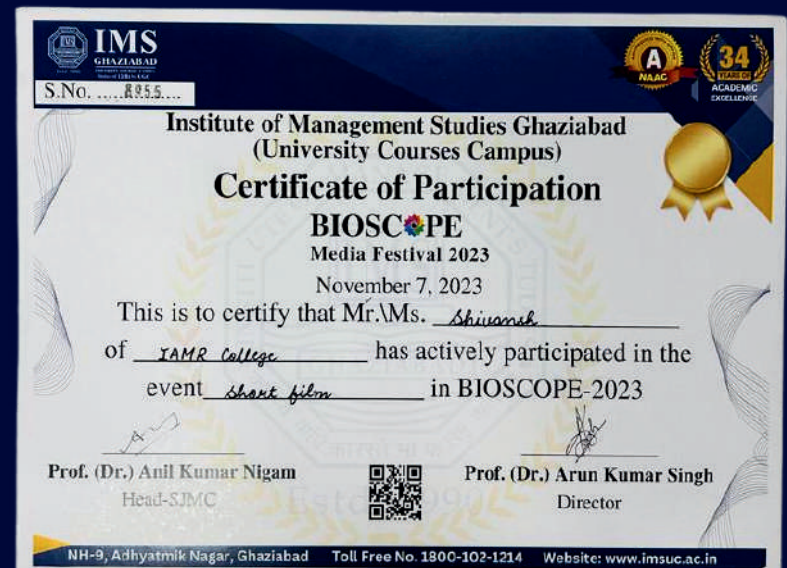 IMS
GHAZIABAD
A
NAAC
34
YEARS OF
ACADEMIC
EXCELLENCE
S.No. .....8955....
Institute of Management Studies Ghaziabad
(University Courses Campus)
Certificate of Participation
BIOSCOPE
Media Festival 2023
November 7, 2023
This is to certify that Mr.\Ms. Shivansh
of IAMR College has actively participated in the
event short film in BIOSCOPE-2023
Prof. (Dr.) Anil Kumar Nigam
Head-SJMC
Prof. (Dr.) Arun Kumar Singh
Director
Estd. 1990
NH-9, Adhyatmik Nagar, Ghaziabad Toll Free No. 1800-102-1214 Website: www.imsuc.ac.in